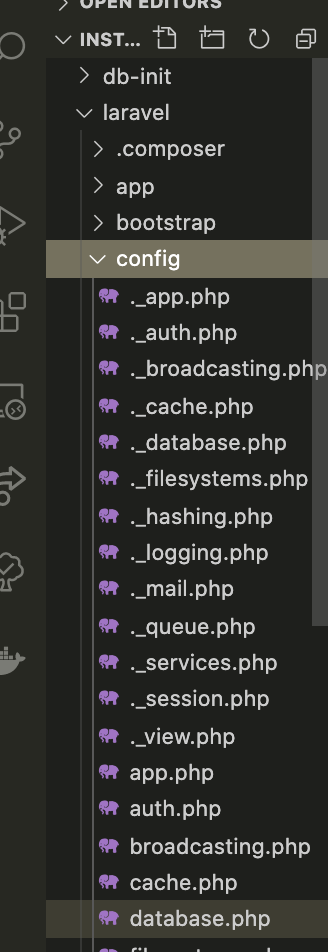 OPEN EDITORS
INST...
db-init
laravel
.composer
app
bootstrap
config
._app.php
._auth.php
._broadcasting.php
._cache.php
._database.php
._filesystems.php
._hashing.php
._logging.php
._mail.php
._queue.php
._services.php
._session.php
._view.php
app.php
auth.php
broadcasting.php
cache.php
database.php